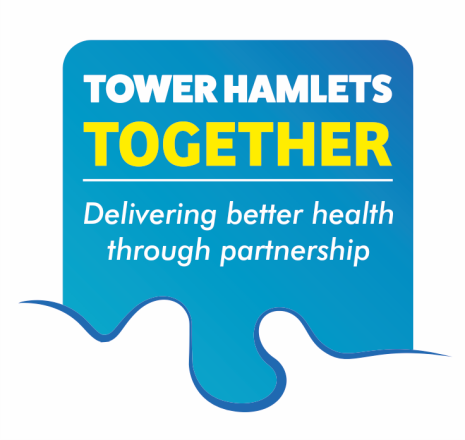 TOWER HAMLETS
TOGETHER
Delivering better health
through partnership